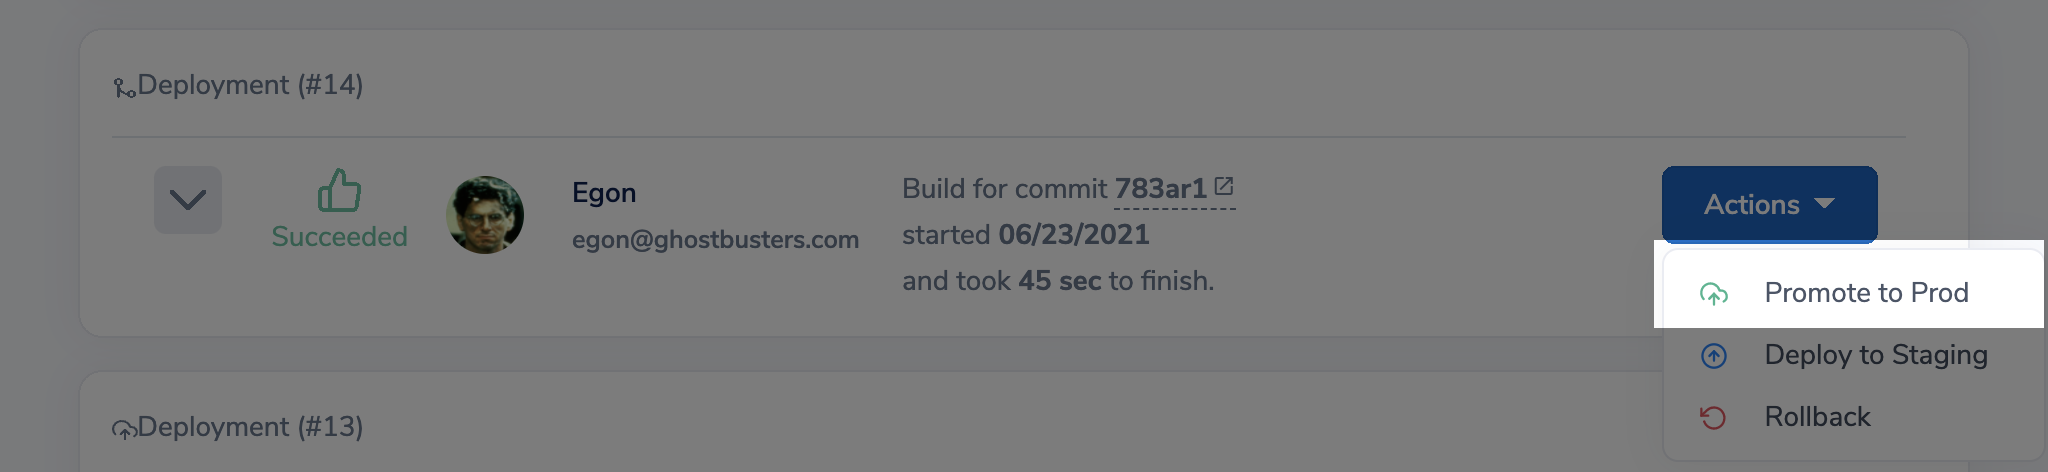 Deployment (#14)
Succeeded
Egon
egon@ghostbusters.com
Build for commit 783ar1
started 06/23/2021
and took 45 sec to finish.
Actions
Promote to Prod
Deploy to Staging
Rollback
Deployment (#13)